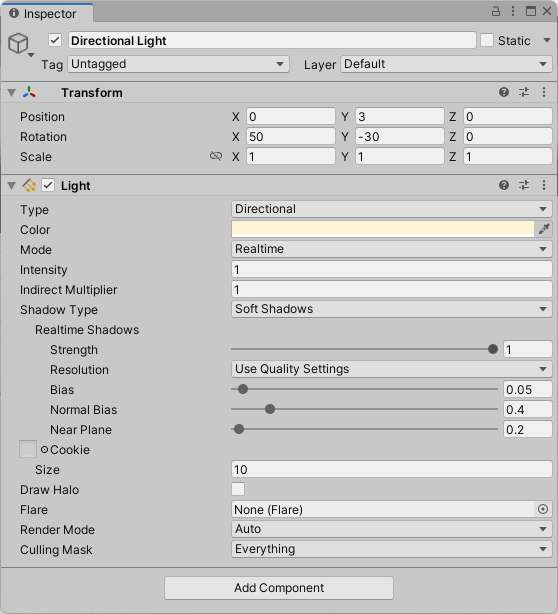 Inspector
Directional Light Static
Tag Untagged Layer Default
Transform
Position X 0 Y 3 Z 0
Rotation X 50 Y -30 Z 0
Scale X 1 Y 1 Z 1
Light
Type Directional
Color
Mode Realtime
Intensity 1
Indirect Multiplier 1
Shadow Type Soft Shadows
Realtime Shadows
Strength 1
Resolution Use Quality Settings
Bias 0.05
Normal Bias 0.4
Near Plane 0.2
Cookie
Size 10
Draw Halo
Flare None (Flare)
Render Mode Auto
Culling Mask Everything
Add Component